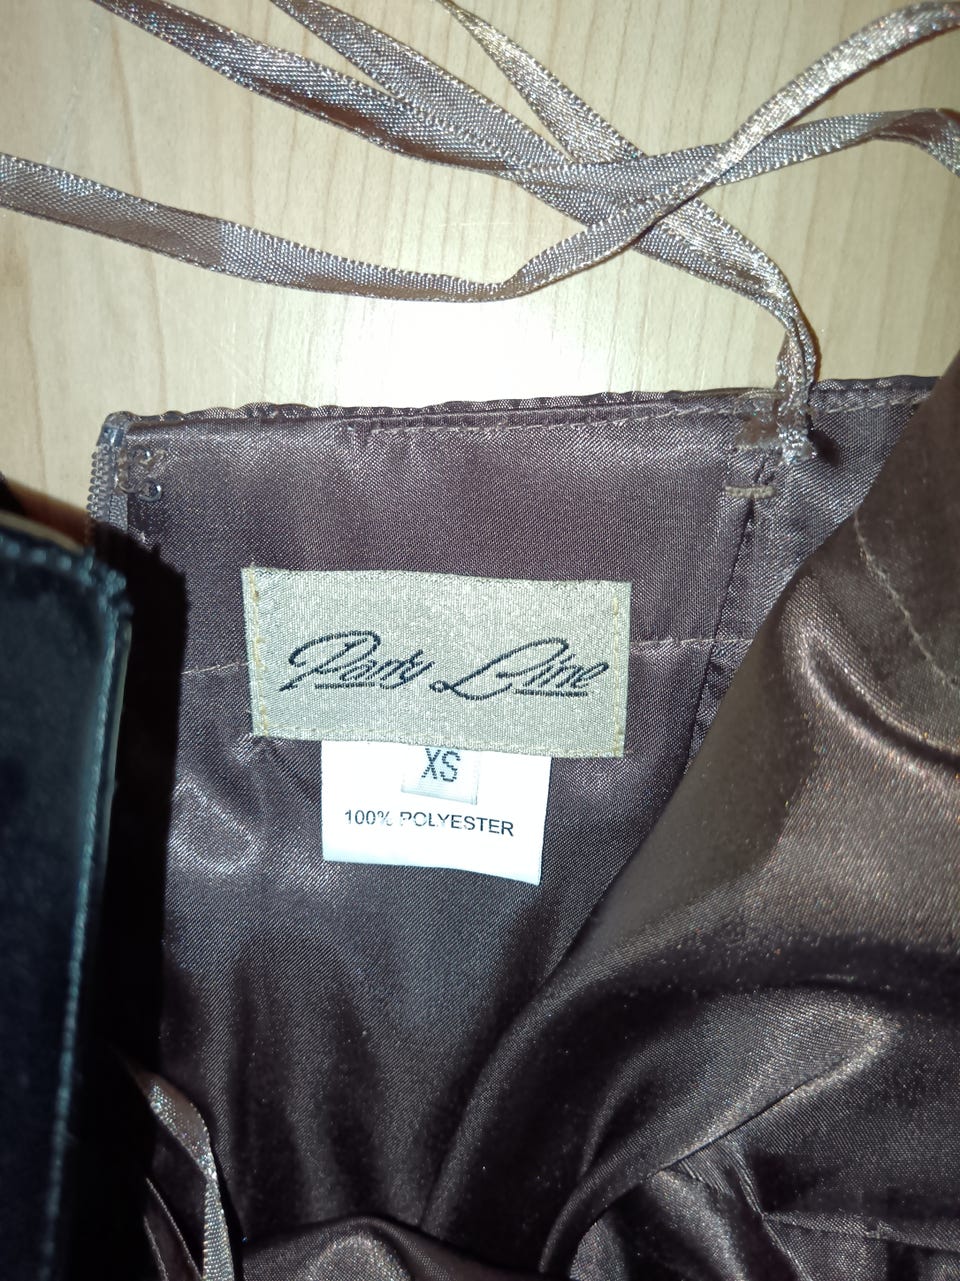 Party Line
XS
100% POLYESTER